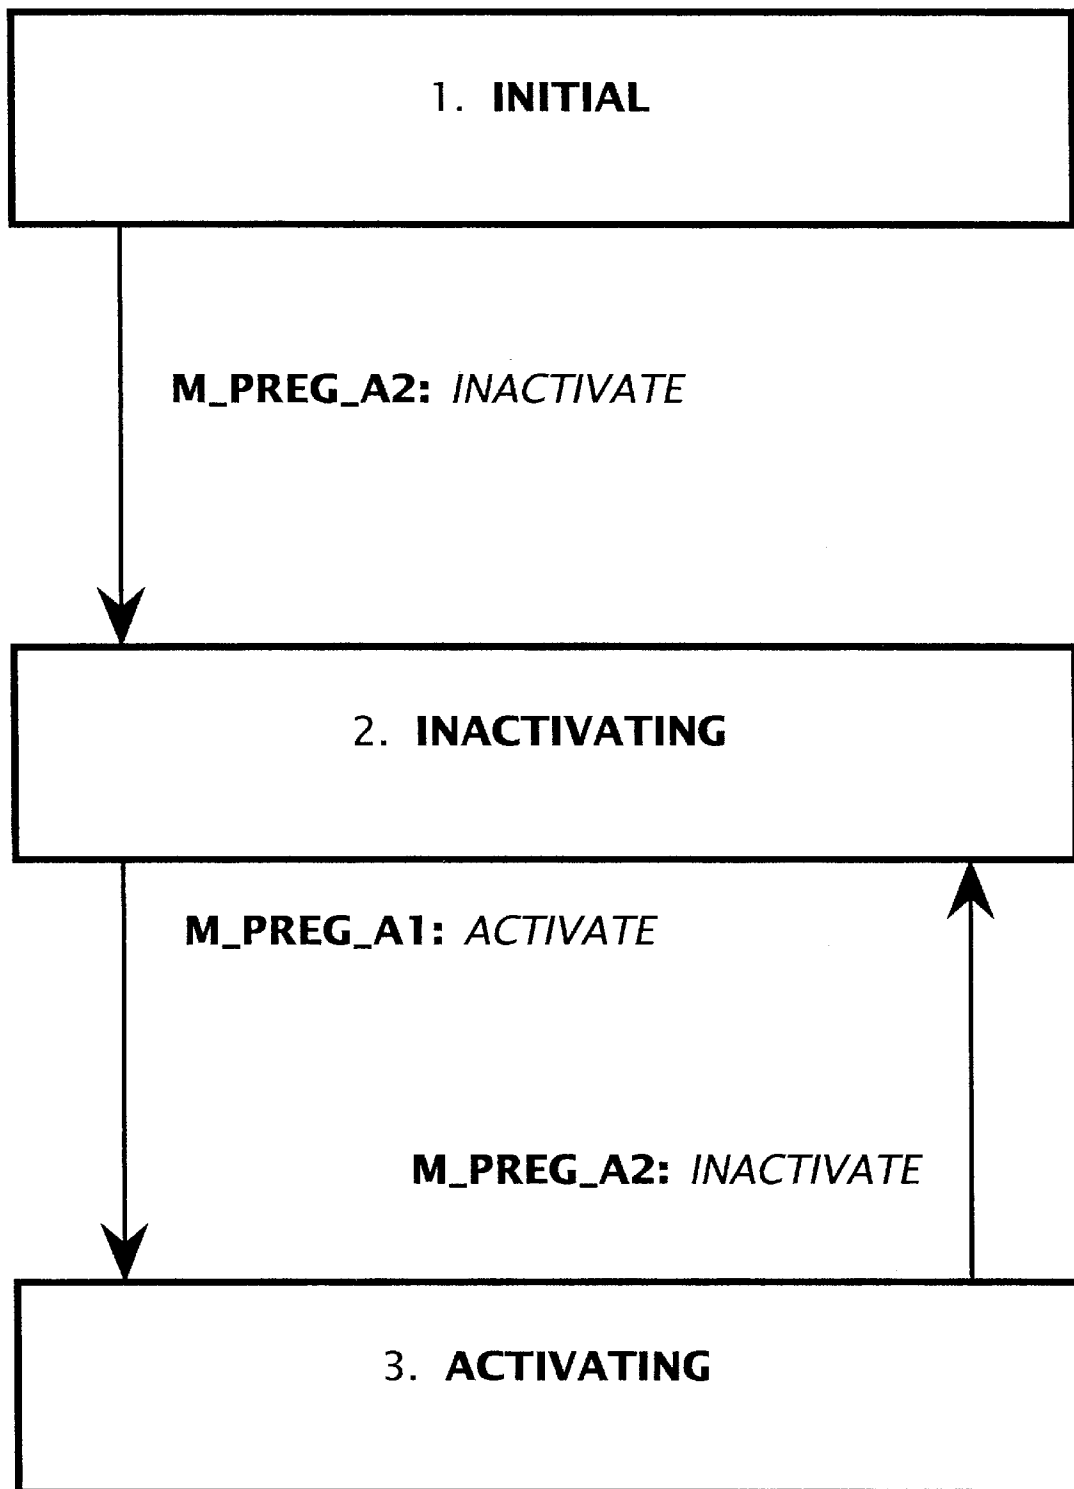 1. INITIAL
M_PREG_A2: INACTIVATE
2. INACTIVATING
M_PREG_A1: ACTIVATE
M_PREG_A2: INACTIVATE
3. ACTIVATING